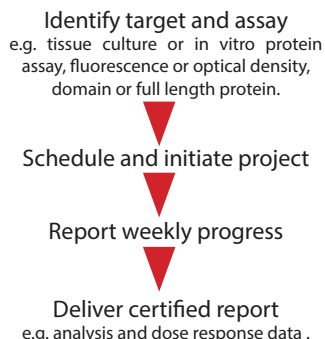 Identify target and assay
e.g. tissue culture or in vitro protein
assay, fluorescence or optical density,
domain or full length protein.
Schedule and initiate project
Report weekly progress
Deliver certified report
e.g. analysis and dose response data .